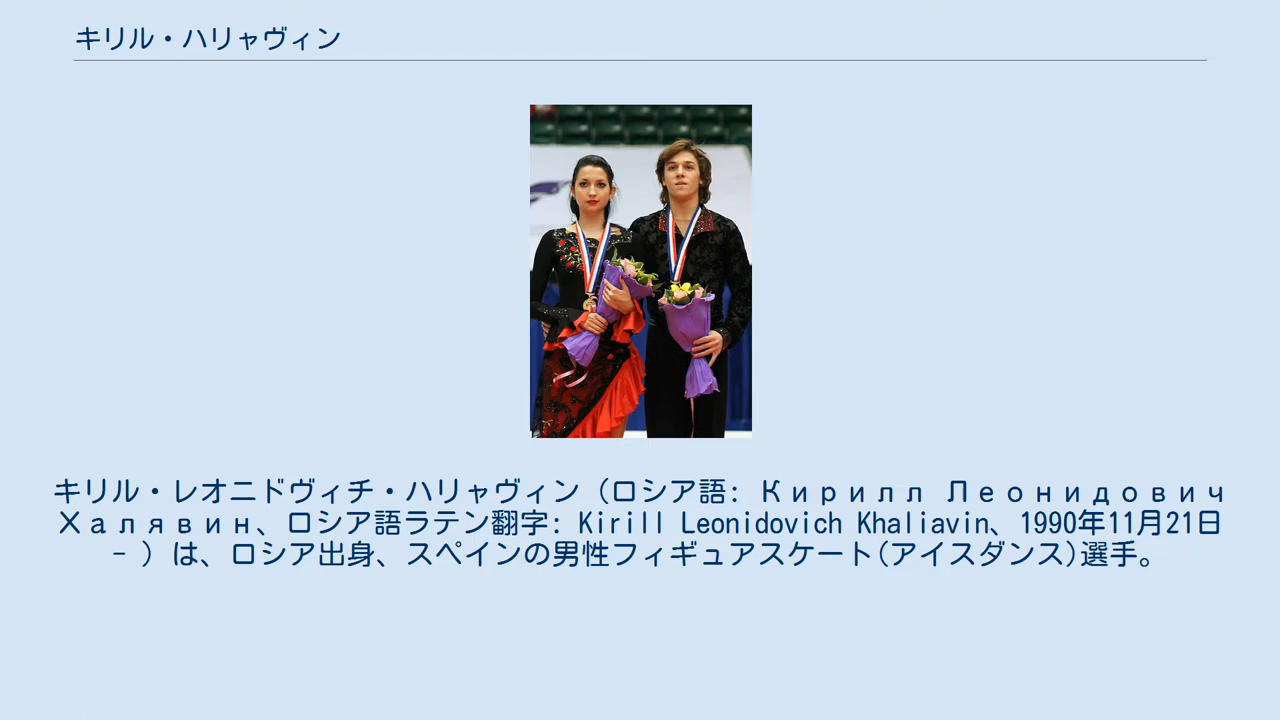 キリル・ハリャヴィン
キリル・レオニドヴィチ・ハリャヴィン（ロシア語: Кирилл Леонидович
Халявин、ロシア語ラテン翻字: Kirill Leonidovich Khaliavin、1990年11月21日
- ）は、ロシア出身、スペインの男性フィギュアスケート(アイスダンス)選手。